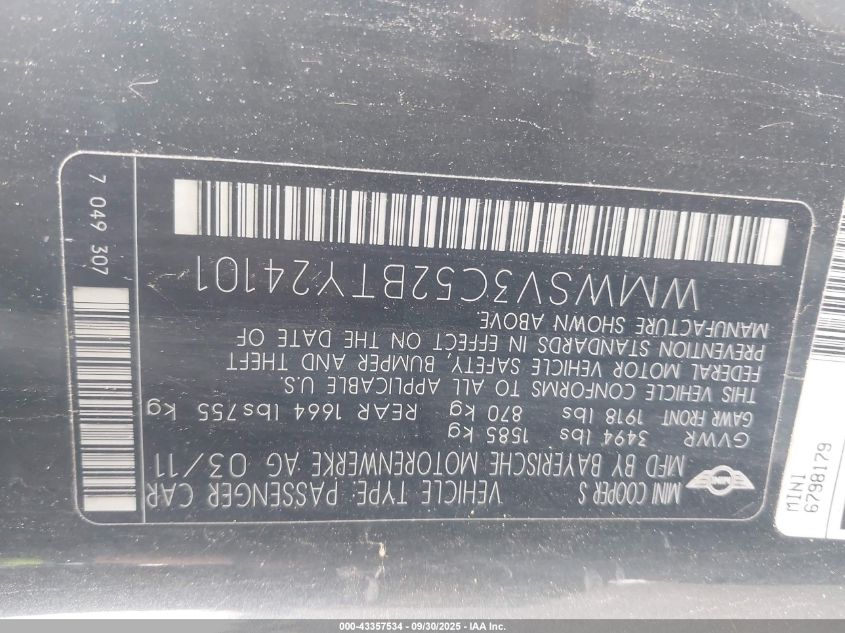 MINI COOPER S VEHICLE TYPE: PASSENGER CAR
MFD BY BAYERISCHE MOTORENWERKE AG 03/11
GVWR 3494 lbs 1585 kg
GAWR FRONT 1918 lbs 870 kg REAR 1664 lbs 755 kg
THIS VEHICLE CONFORMS TO ALL APPLICABLE U.S.
FEDERAL MOTOR VEHICLE SAFETY, BUMPER AND THEFT
PREVENTION STANDARDS IN EFFECT ON THE DATE OF
MANUFACTURE SHOWN ABOVE.
WMWSV3C52BTY24101
7 049 307
MINI
MINI
6798179
000-43357534 - 09/30/2025 - IAA Inc.